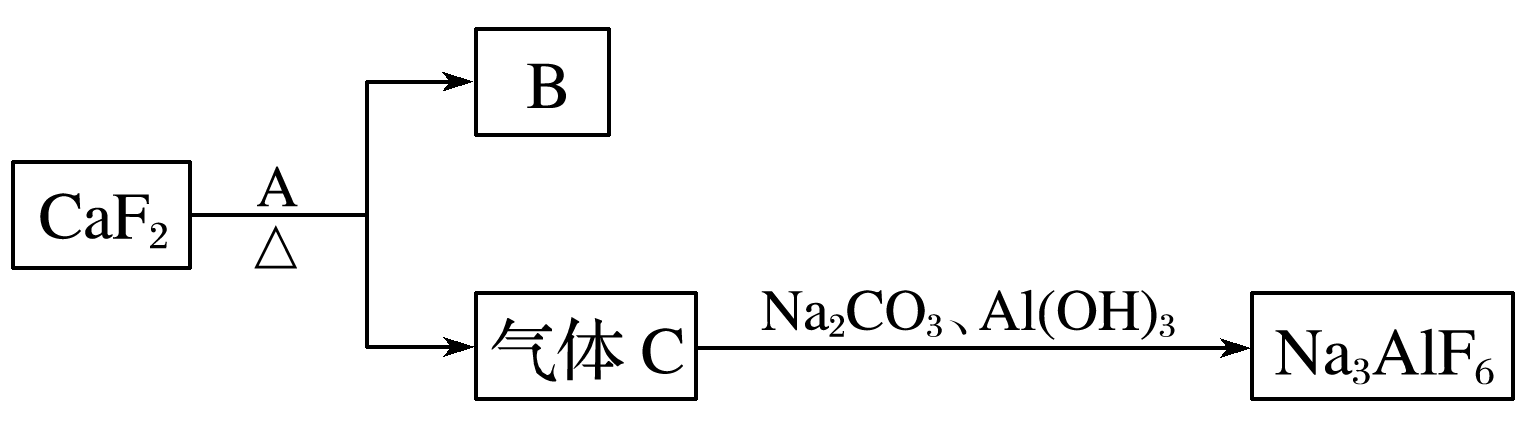 B
CaF₂
A
△
气体 C
Na₂CO₃、Al(OH)₃
Na₃AlF₆